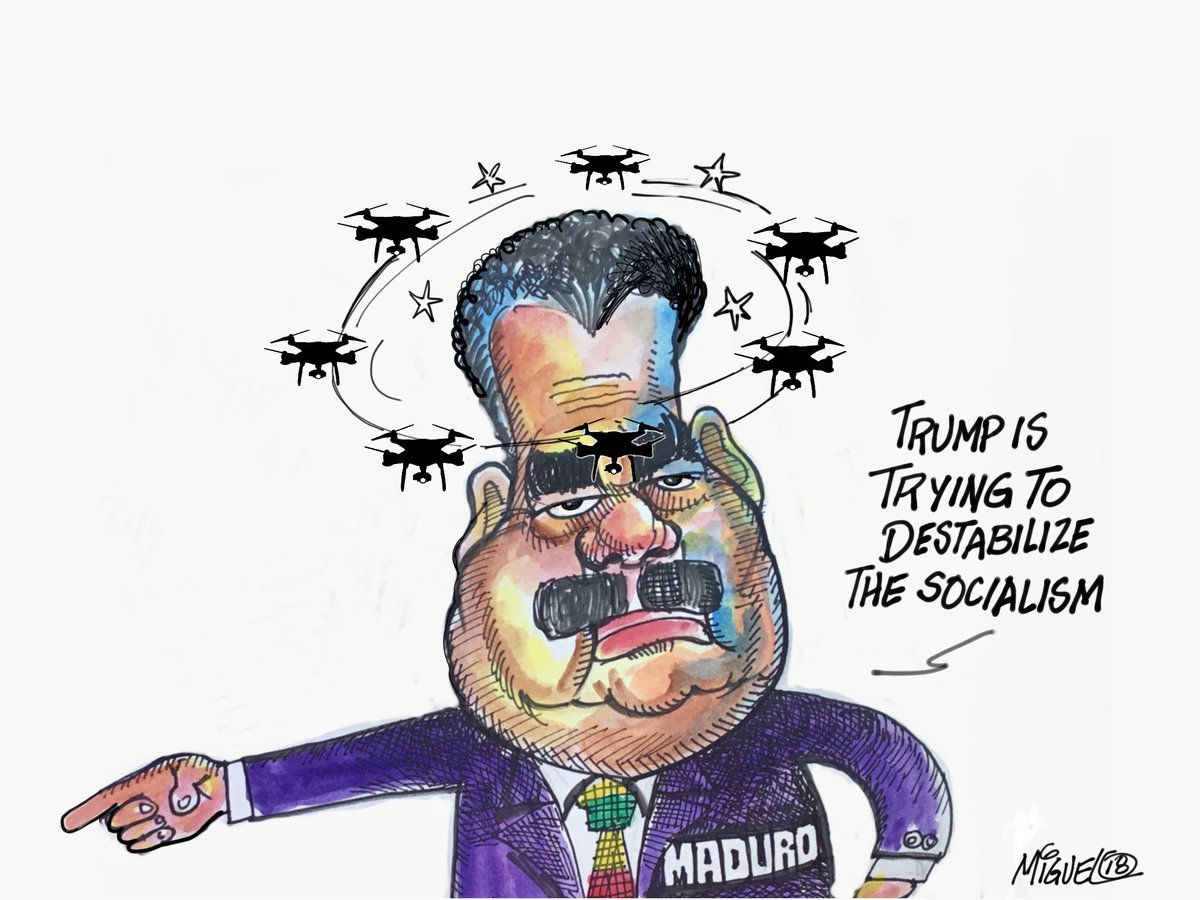 TRUMP IS
TRYING TO
DESTABILIZE
THE SOCIALISM
MADURO
MIGUEL 18